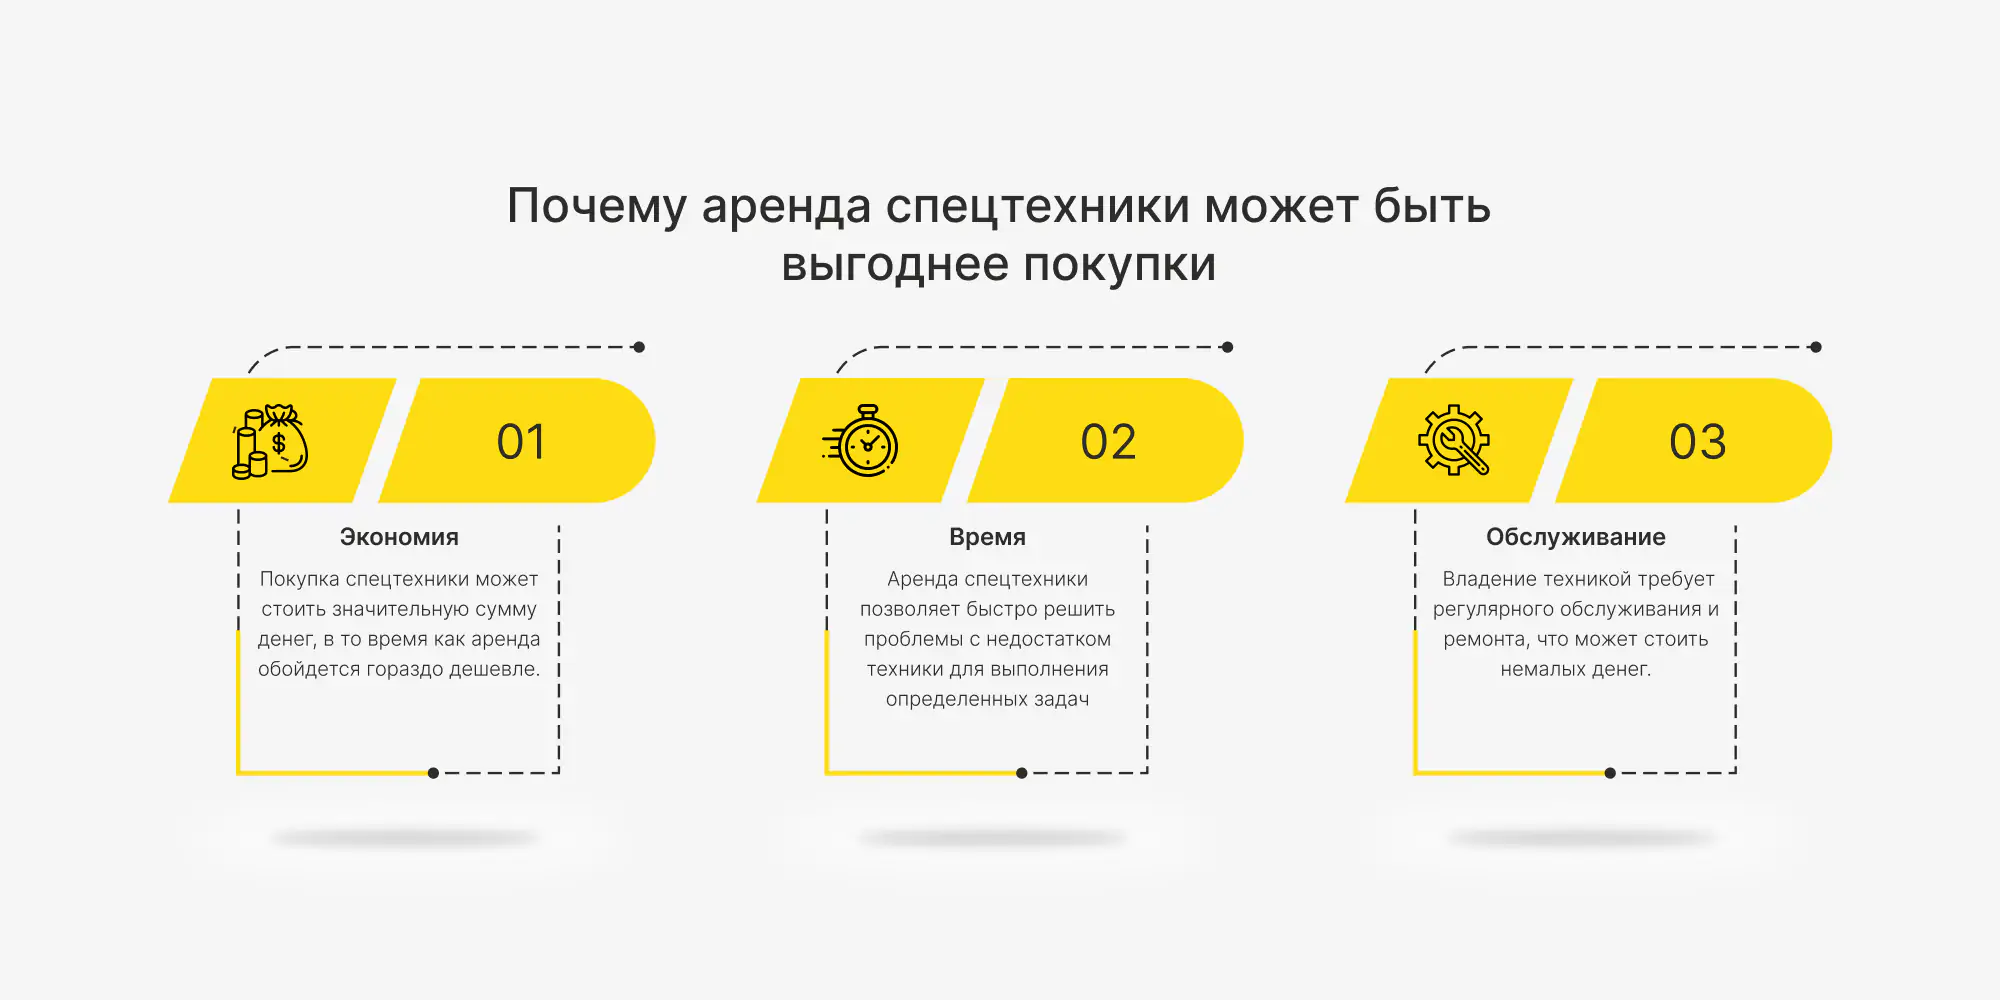 Почему аренда спецтехники может быть
выгоднее покупки
01
Экономия
Покупка спецтехники может
стоить значительную сумму
денег, в то время как аренда
обойдется гораздо дешевле.
02
Время
Аренда спецтехники
позволяет быстро решить
проблемы с недостатком
техники для выполнения
определенных задач
03
Обслуживание
Владение техникой требует
регулярного обслуживания и
ремонта, что может стоить
немалых денег.